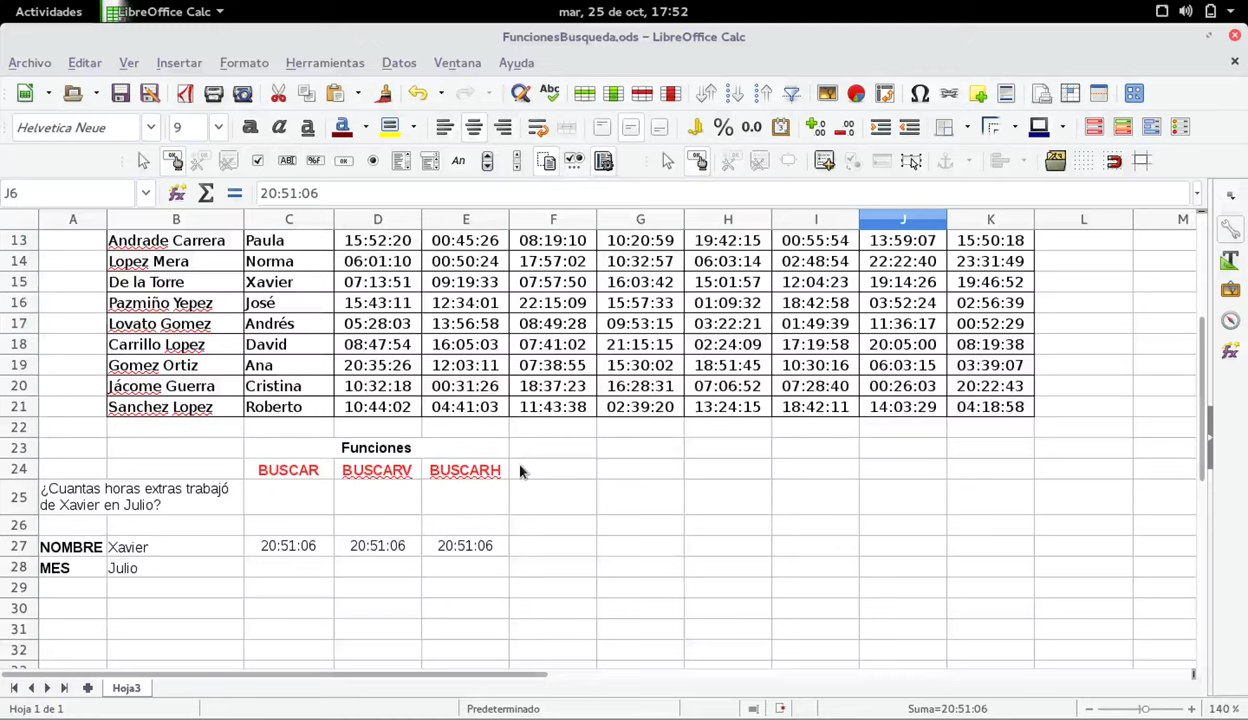 Actividades LibreOffice Calc mar, 25 de oct, 17:52
FuncionesBusqueda.ods — LibreOffice Calc
Archivo Editar Ver Insertar Formato Herramientas Datos Ventana Ayuda
Helvetica Neue 9
J6 20:51:06
A B C D E F G H I J K L M
13 Andrade Carrera Paula 15:52:20 00:45:26 08:19:10 10:20:59 19:42:15 00:55:54 13:59:07 15:50:18
14 Lopez Mera Norma 06:01:10 00:50:24 17:57:02 10:32:57 06:03:14 02:48:54 22:22:40 23:31:49
15 De la Torre Xavier 07:13:51 09:19:33 07:57:50 16:03:42 15:01:57 12:04:23 19:14:26 19:46:52
16 Pazmiño Yepez José 15:43:11 12:34:01 22:15:09 15:57:33 01:09:32 18:42:58 03:52:24 02:56:39
17 Lovato Gomez Andrés 05:28:03 13:56:58 08:49:28 09:53:15 03:22:21 01:49:39 11:36:17 00:52:29
18 Carrillo Lopez David 08:47:54 16:05:03 07:41:02 21:15:15 02:24:09 17:19:58 20:05:00 08:19:38
19 Gomez Ortiz Ana 20:35:26 12:03:11 07:38:55 15:30:02 18:51:45 10:30:16 06:03:15 03:39:07
20 Jácome Guerra Cristina 10:32:18 00:31:26 18:37:23 16:28:31 07:06:52 07:28:40 00:26:03 20:22:43
21 Sanchez Lopez Roberto 10:44:02 04:41:03 11:43:38 02:39:20 13:24:15 18:42:11 14:03:29 04:18:58
22
23 Funciones
24 BUSCAR BUSCARV BUSCARH
25 ¿Cuantas horas extras trabajó
de Xavier en Julio?
26
27 NOMBRE Xavier 20:51:06 20:51:06 20:51:06
28 MES Julio
29
30
31
32
Hoja3
Hoja 1 de 1 Predeterminado Suma=20:51:06 140 %